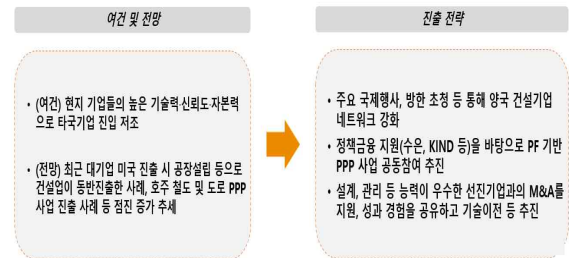 여건 및 전망
• (여건) 현지 기업들의 높은 기술력·신뢰도·자본력
으로 타국기업 진입 저조
• (전망) 최근 대기업 미국 진출 시 공장설립 등으로
건설업이 동반진출한 사례, 호주 철도 및 도로 PPP
사업 진출 사례 등 점진 증가 추세
진출 전략
• 주요 국제행사, 방한 초청 등 통해 양국 건설기업
네트워크 강화
• 정책금융 지원(수은, KIND 등)을 바탕으로 PF 기반
PPP 사업 공동참여 추진
• 설계, 관리 등 능력이 우수한 선진기업과의 M&A를
지원, 성과 경험을 공유하고 기술이전 등 추진